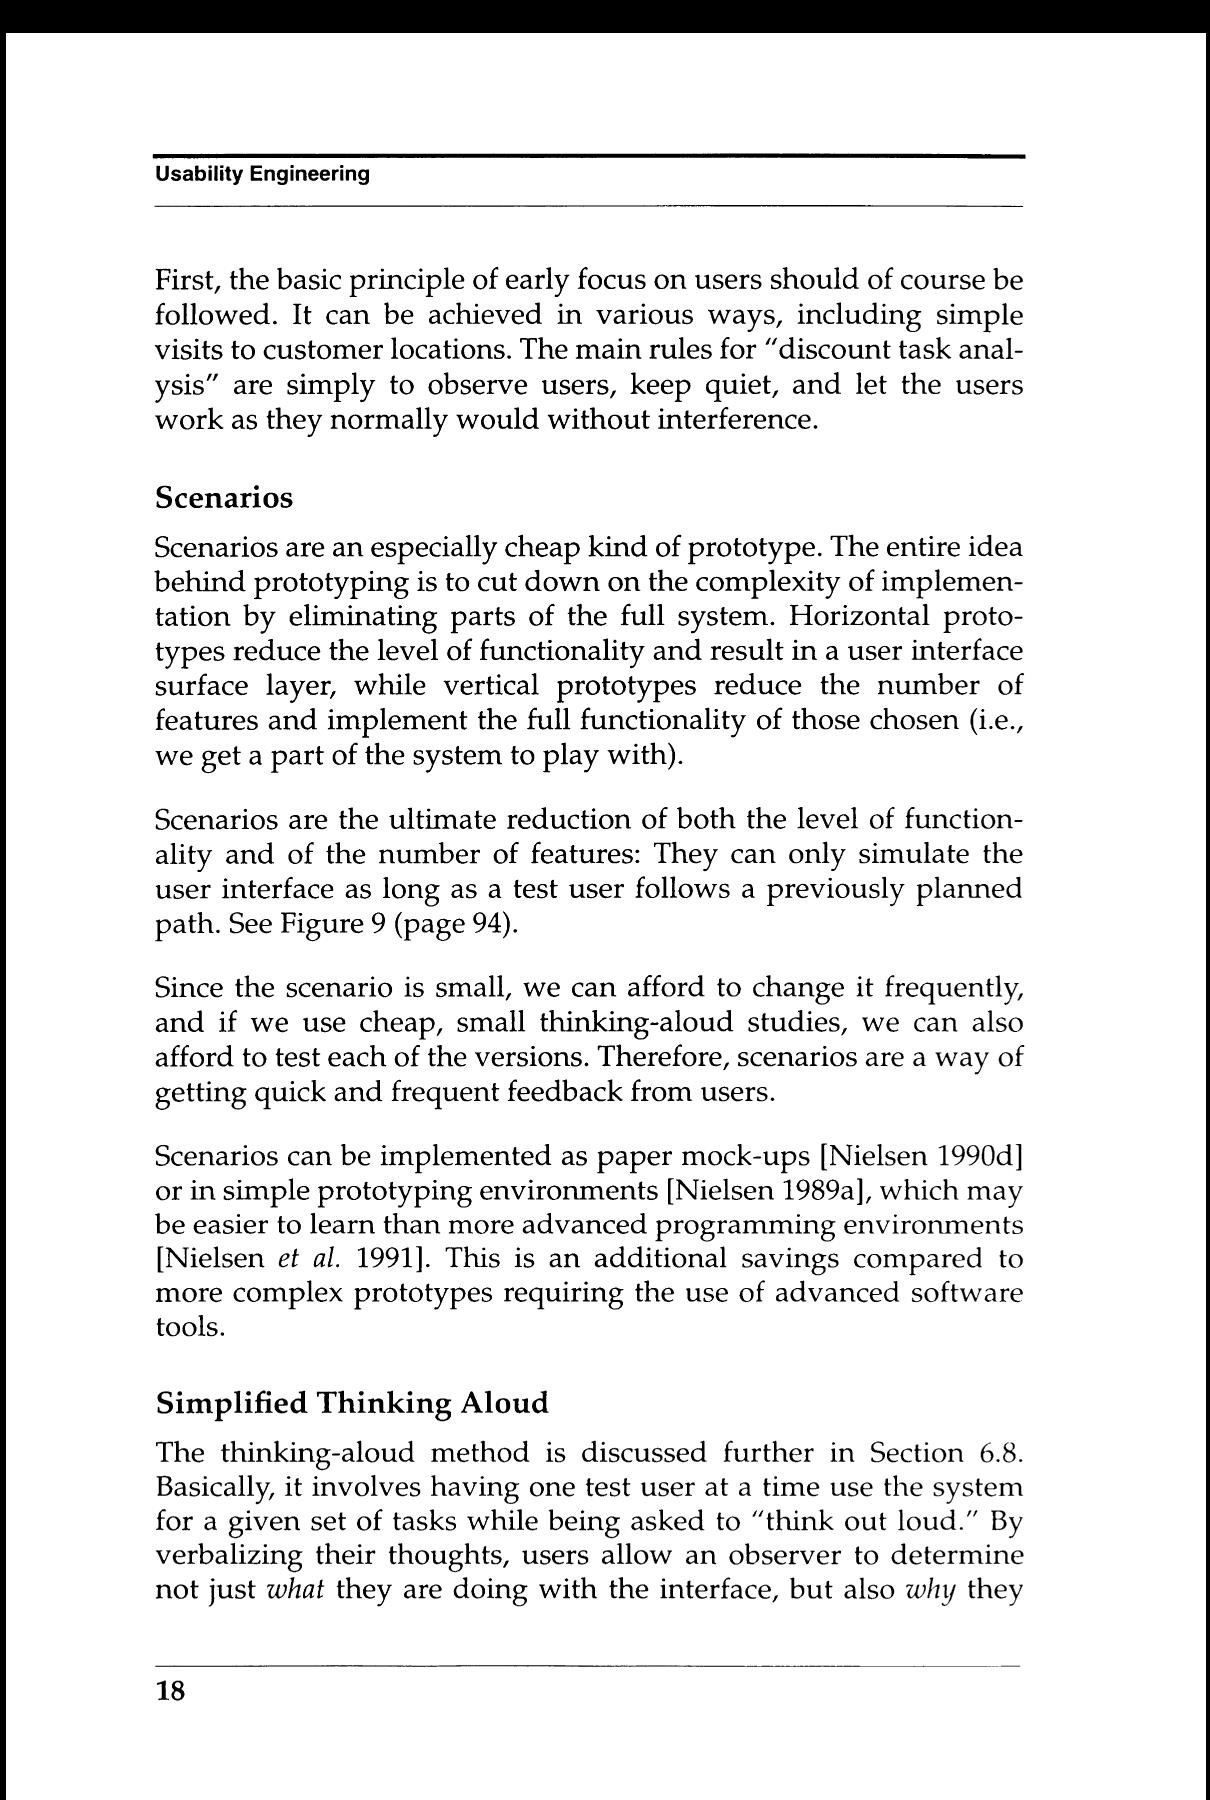 Usability Engineering
First, the basic principle of early focus on users should of course be
followed. It can be achieved in various ways, including simple
visits to customer locations. The main rules for "discount task anal-
ysis" are simply to observe users, keep quiet, and let the users
work as they normally would without interference.
Scenarios
Scenarios are an especially cheap kind of prototype. The entire idea
behind prototyping is to cut down on the complexity of implemen-
tation by eliminating parts of the full system. Horizontal proto-
types reduce the level of functionality and result in a user interface
surface layer, while vertical prototypes reduce the number of
features and implement the full functionality of those chosen (i.e.,
we get a part of the system to play with).
Scenarios are the ultimate reduction of both the level of function-
ality and of the number of features: They can only simulate the
user interface as long as a test user follows a previously planned
path. See Figure 9 (page 94).
Since the scenario is small, we can afford to change it frequently,
and if we use cheap, small thinking-aloud studies, we can also
afford to test each of the versions. Therefore, scenarios are a way of
getting quick and frequent feedback from users.
Scenarios can be implemented as paper mock-ups [Nielsen 1990d]
or in simple prototyping environments [Nielsen 1989a], which may
be easier to learn than more advanced programming environments
[Nielsen et al. 1991]. This is an additional savings compared to
more complex prototypes requiring the use of advanced software
tools.
Simplified Thinking Aloud
The thinking-aloud method is discussed further in Section 6.8.
Basically, it involves having one test user at a time use the system
for a given set of tasks while being asked to "think out loud." By
verbalizing their thoughts, users allow an observer to determine
not just what they are doing with the interface, but also why they
18